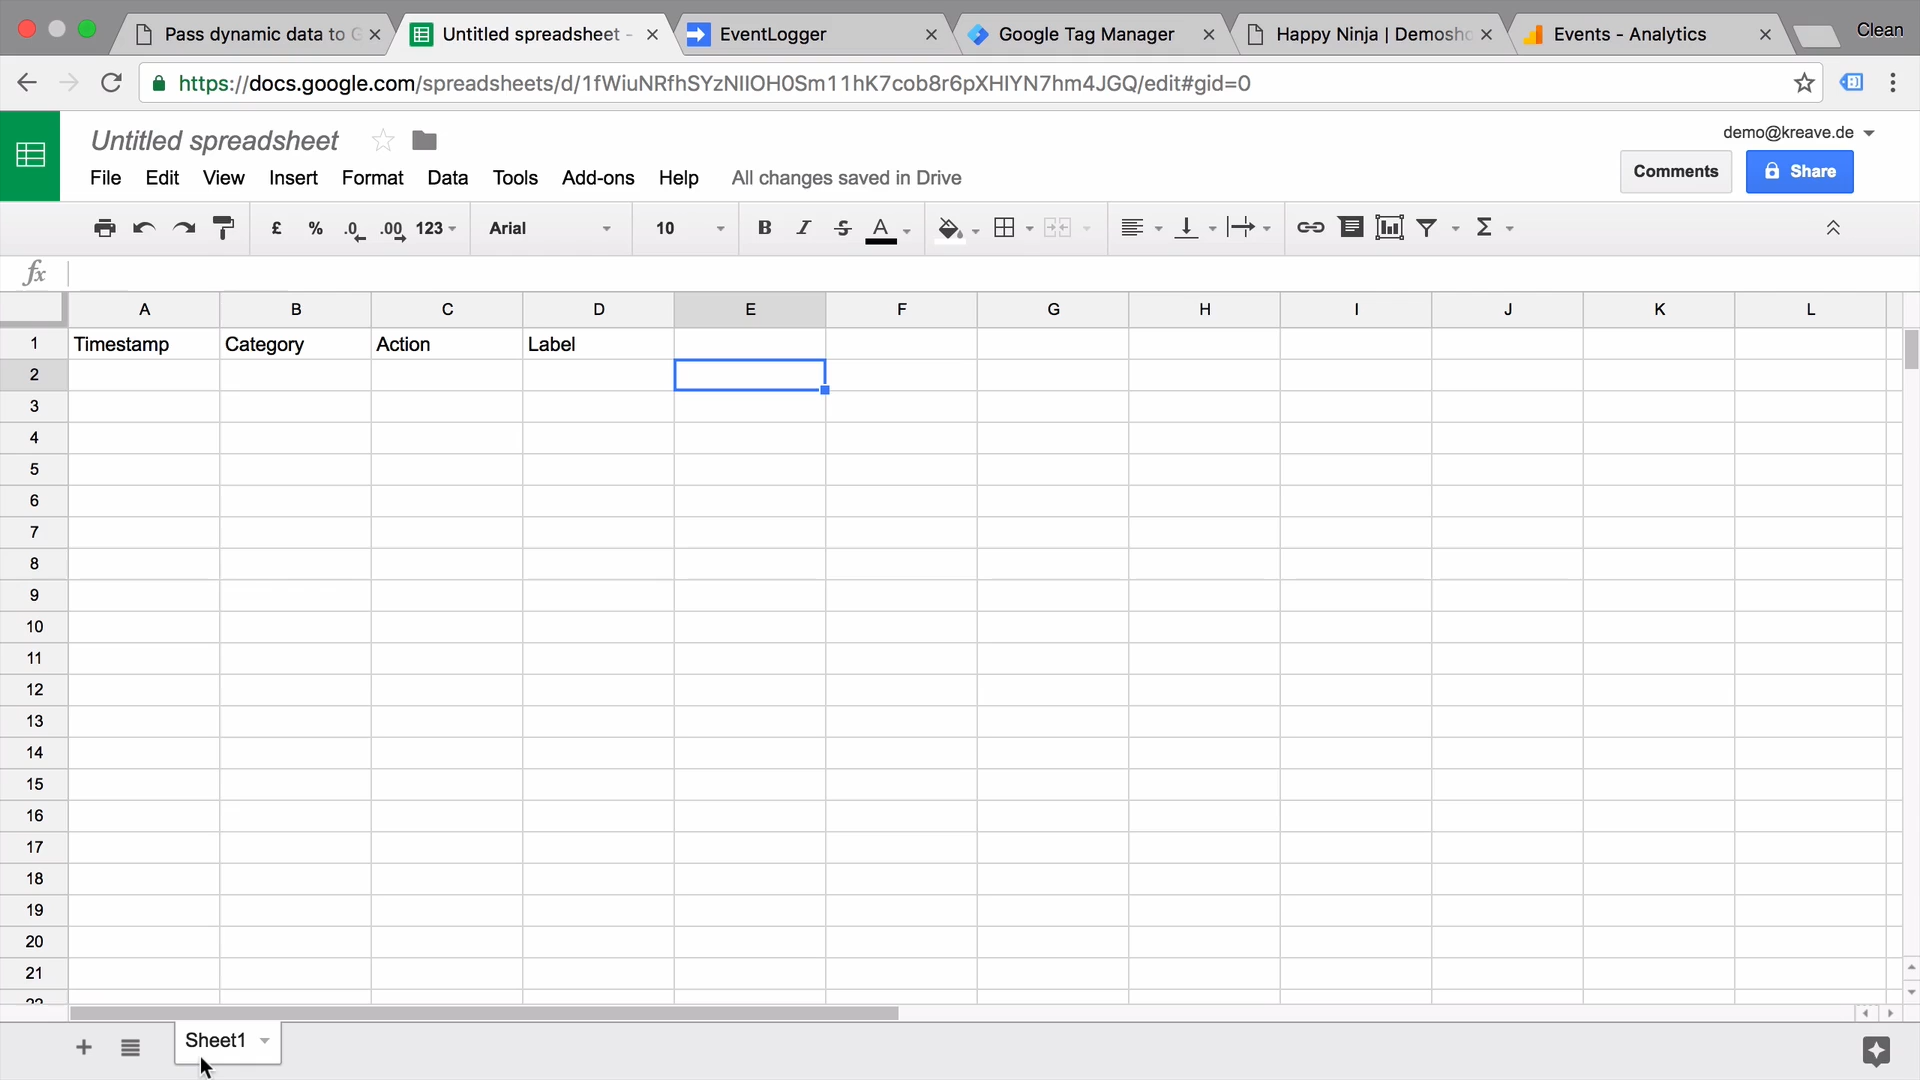 Pass dynamic data to G
Untitled spreadsheet -
EventLogger
Google Tag Manager
Happy Ninja | Demosho
Events - Analytics
Clean
https://docs.google.com/spreadsheets/d/1fWiuNRfhSYzNIIOH0Sm11hK7cob8r6pXHIYN7hm4JGQ/edit#gid=0
Untitled spreadsheet
demo@kreave.de
File Edit View Insert Format Data Tools Add-ons Help All changes saved in Drive
Comments
Share
£ % .0 .00 123 Arial 10 B I S A Σ
fx
A B C D E F G H I J K L
1 Timestamp Category Action Label
2
3
4
5
6
7
8
9
10
11
12
13
14
15
16
17
18
19
20
21
22
Sheet1